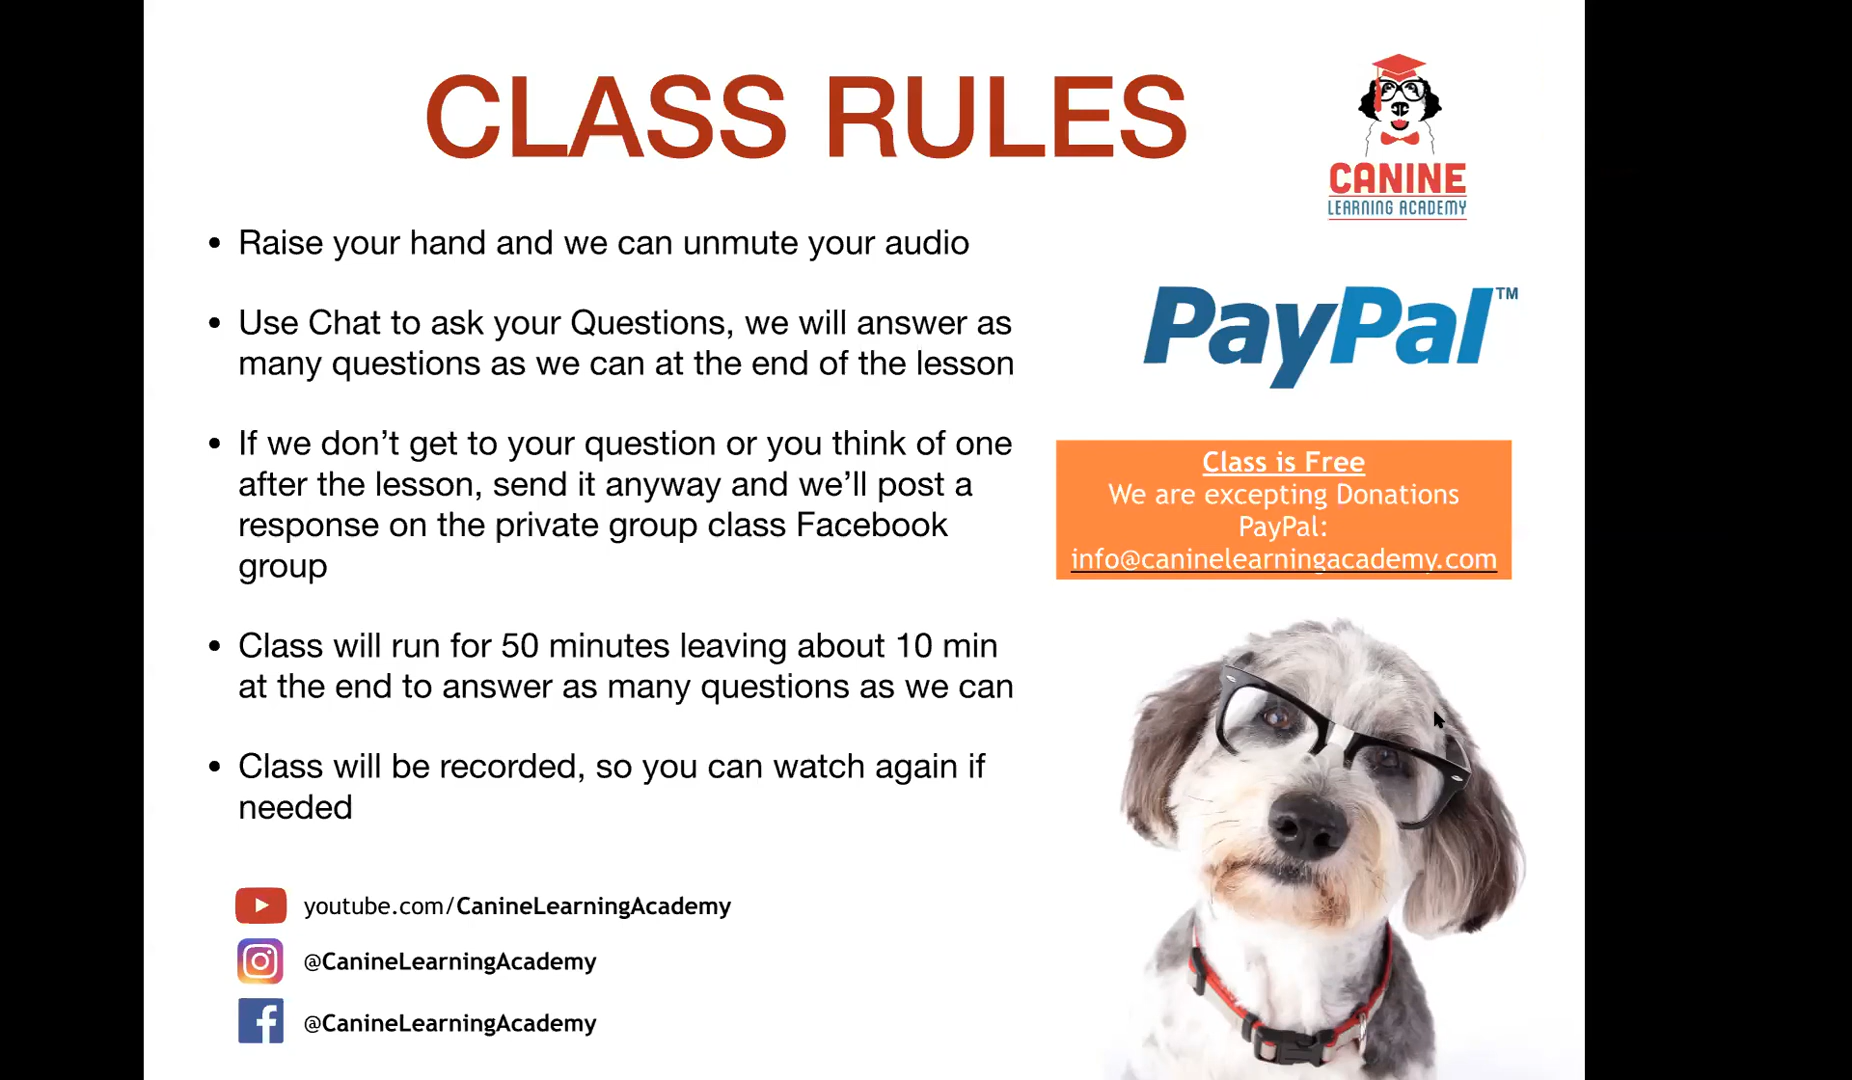 CLASS RULES
CANINE
LEARNING ACADEMY
• Raise your hand and we can unmute your audio
• Use Chat to ask your Questions, we will answer as
many questions as we can at the end of the lesson
• If we don’t get to your question or you think of one
after the lesson, send it anyway and we’ll post a
response on the private group class Facebook
group
• Class will run for 50 minutes leaving about 10 min
at the end to answer as many questions as we can
• Class will be recorded, so you can watch again if
needed
PayPal™
Class is Free
We are excepting Donations
PayPal:
info@caninelearningacademy.com
youtube.com/CanineLearningAcademy
@CanineLearningAcademy
@CanineLearningAcademy